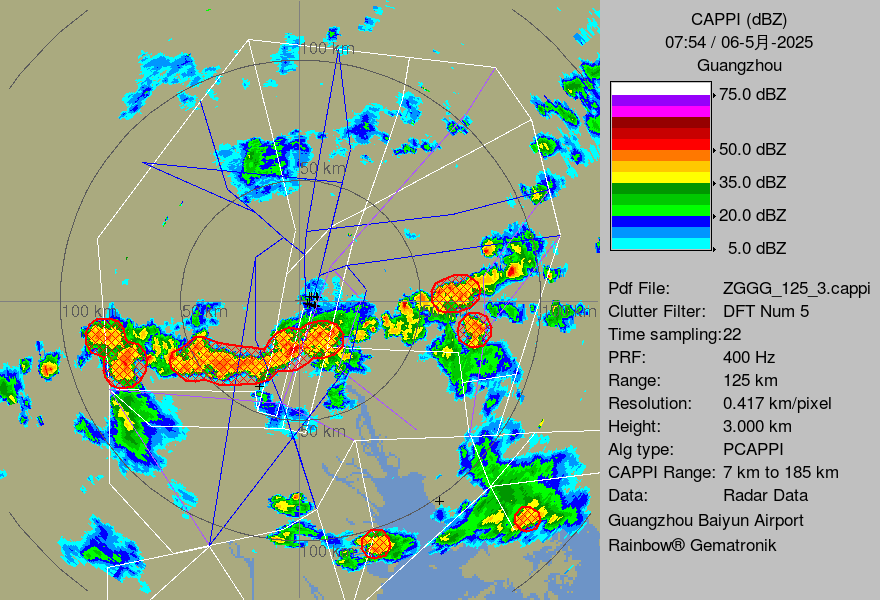 CAPPI (dBZ)
07:54 / 06-5月-2025
Guangzhou
75.0 dBZ
50.0 dBZ
35.0 dBZ
20.0 dBZ
5.0 dBZ
Pdf File: ZGGG_125_3.cappi
Clutter Filter: DFT Num 5
Time sampling:22
PRF: 400 Hz
Range: 125 km
Resolution: 0.417 km/pixel
Height: 3.000 km
Alg type: PCAPPI
CAPPI Range: 7 km to 185 km
Data: Radar Data
Guangzhou Baiyun Airport
Rainbow® Gematronik
100 km
50 km
100 km
50 km
50 km
100 km